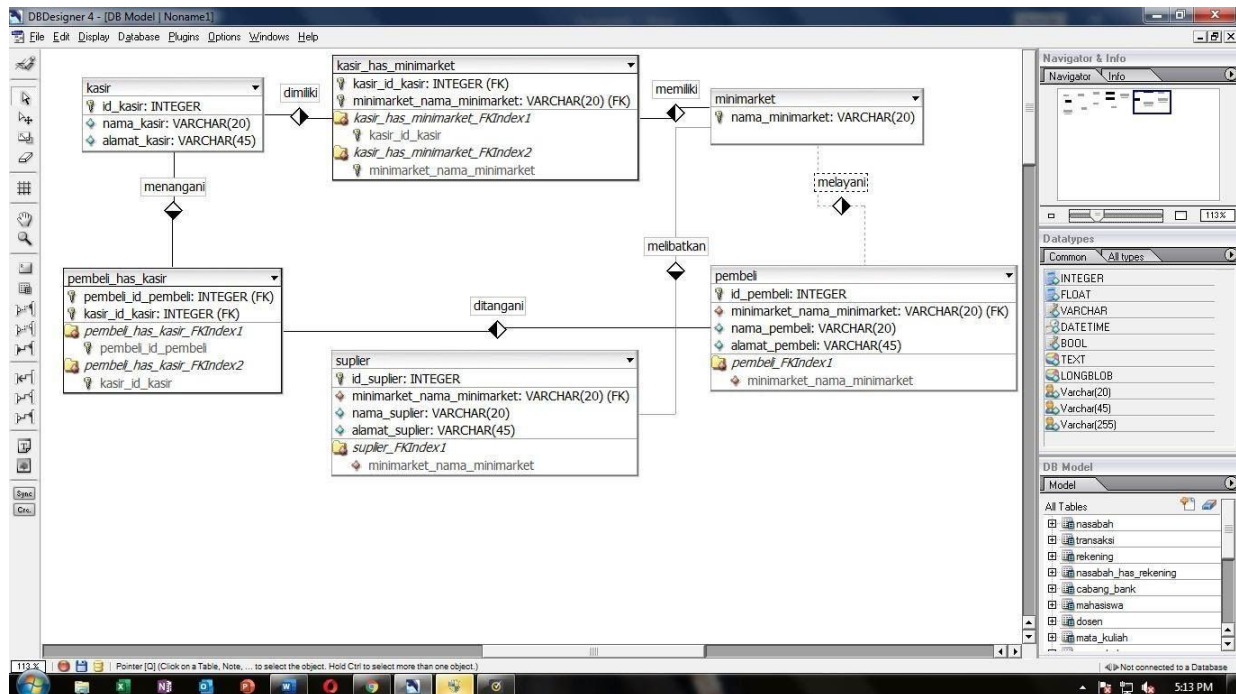 DBDesigner 4 - [DB Model | Noname1]
File Edit Display Database Plugins Options Windows Help
kasir
id_kasir: INTEGER
nama_kasir: VARCHAR(20)
alamat_kasir: VARCHAR(45)
dimiliki
kasir_has_minimarket
kasir_id_kasir: INTEGER (FK)
minimarket_nama_minimarket: VARCHAR(20) (FK)
kasir_has_minimarket_FKIndex1
kasir_id_kasir
kasir_has_minimarket_FKIndex2
minimarket_nama_minimarket
memiliki
minimarket
nama_minimarket: VARCHAR(20)
menangani
melayani
melibatkan
pembeli_has_kasir
pembeli_id_pembeli: INTEGER (FK)
kasir_id_kasir: INTEGER (FK)
pembeli_has_kasir_FKIndex1
pembeli_id_pembeli
pembeli_has_kasir_FKIndex2
kasir_id_kasir
ditangani
pembeli
id_pembeli: INTEGER
minimarket_nama_minimarket: VARCHAR(20) (FK)
nama_pembeli: VARCHAR(20)
alamat_pembeli: VARCHAR(45)
pembeli_FKIndex1
minimarket_nama_minimarket
suplier
id_suplier: INTEGER
minimarket_nama_minimarket: VARCHAR(20) (FK)
nama_suplier: VARCHAR(20)
alamat_suplier: VARCHAR(45)
suplier_FKIndex1
minimarket_nama_minimarket
Navigator & Info
Navigator Info
113%
Datatypes
Common All types
INTEGER
FLOAT
VARCHAR
DATETIME
BOOL
TEXT
LONGBLOB
Varchar(20)
Varchar(45)
Varchar(255)
DB Model
Model
All Tables
nasabah
transaksi
rekening
nasabah_has_rekening
cabang_bank
mahasiswa
dosen
mata_kuliah
Sync
113 % Pointer [Q] (Click on a Table, Note, ... to select the object. Hold Ctrl to select more than one object.)
Not connected to a Database
5:13 PM